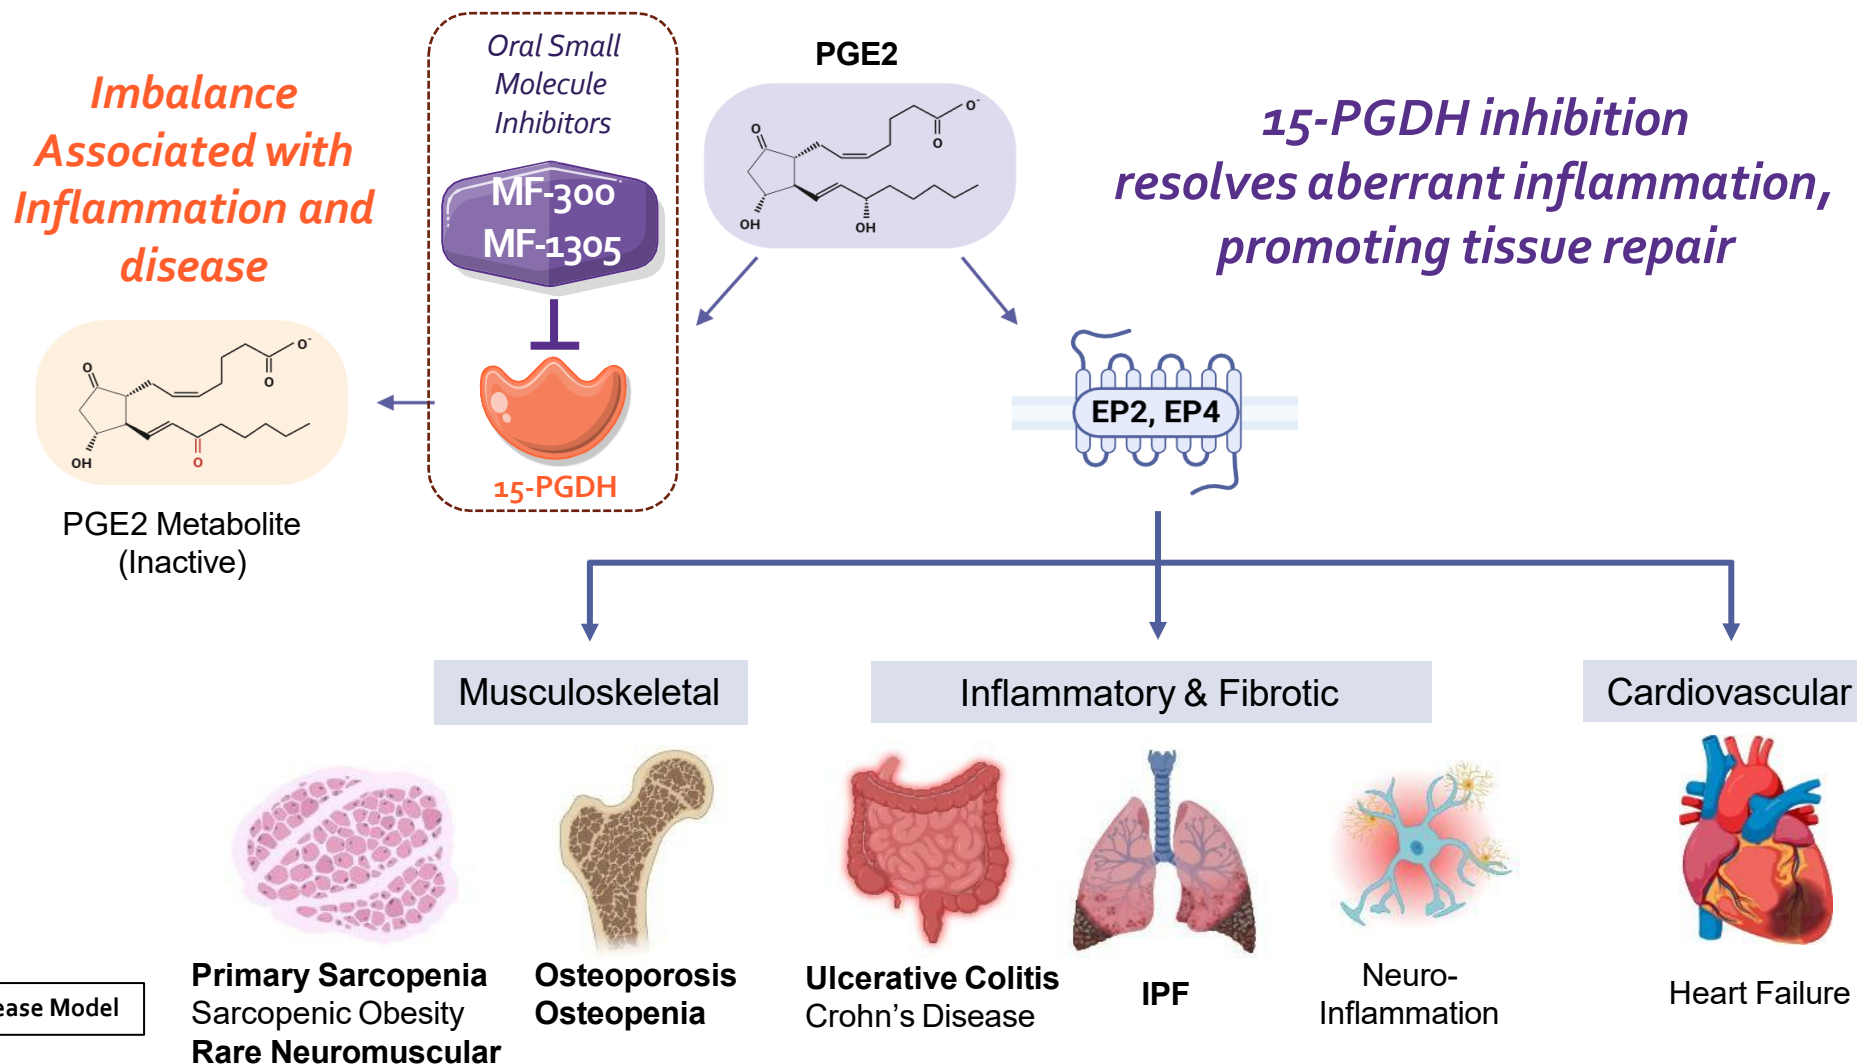 Imbalance
Associated with
Inflammation and
disease
Oral Small
Molecule
Inhibitors
MF-300
MF-1305
15-PGDH
PGE2
O
O
O-
OH
OH
15-PGDH inhibition
resolves aberrant inflammation,
promoting tissue repair
O
O
O-
OH
O
PGE2 Metabolite
(Inactive)
EP2, EP4
Musculoskeletal
Inflammatory & Fibrotic
Cardiovascular
Primary Sarcopenia
Sarcopenic Obesity
Rare Neuromuscular
Osteoporosis
Osteopenia
Ulcerative Colitis
Crohn's Disease
IPF
Neuro-
Inflammation
Heart Failure
ease Model